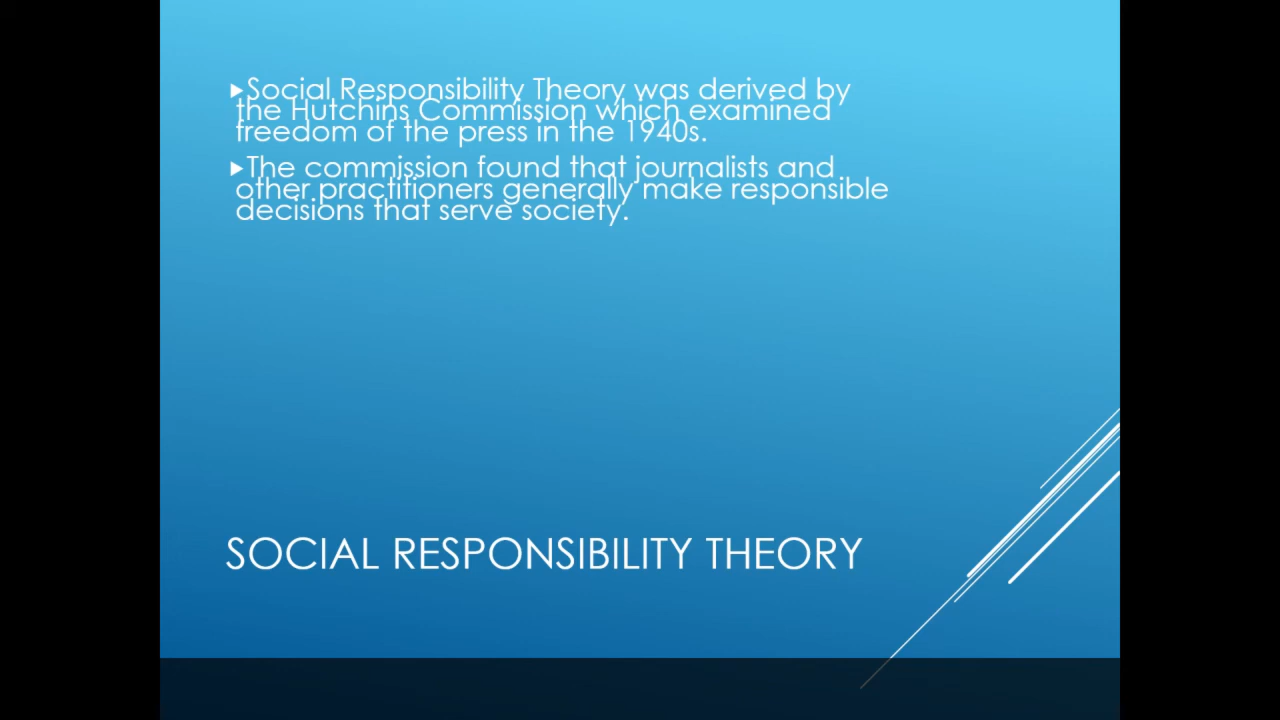 ▶Social Responsibility Theory was derived by
the Hutchins Commission which examined
freedom of the press in the 1940s.
▶The commission found that journalists and
other practitioners generally make responsible
decisions that serve society.
SOCIAL RESPONSIBILITY THEORY